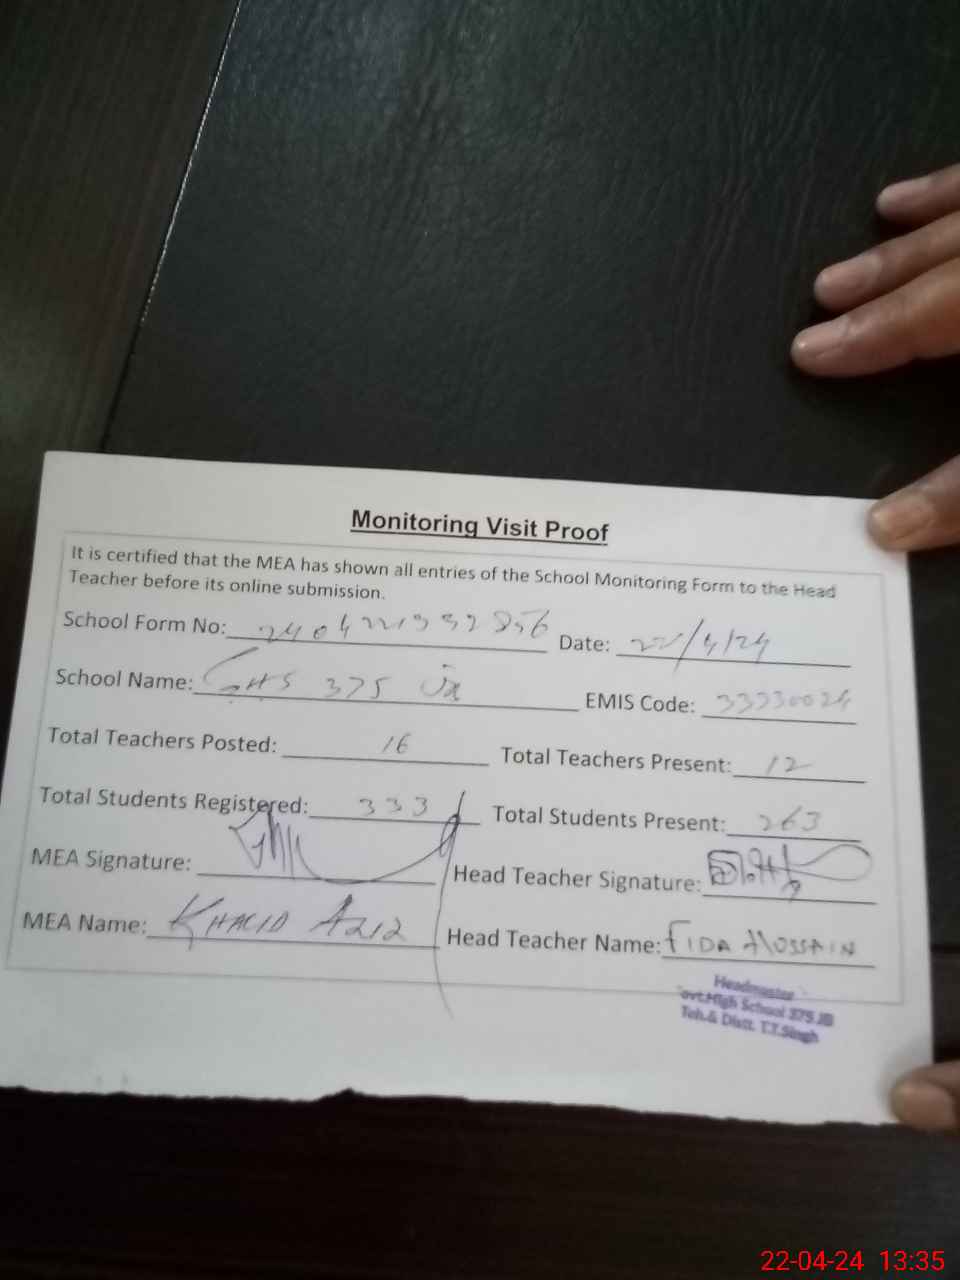 Monitoring Visit Proof
It is certified that the MEA has shown all entries of the School Monitoring Form to the Head
Teacher before its online submission.
School Form No: Date: 22/4/24
School Name: GHS 375 JB EMIS Code: 33330024
Total Teachers Posted: 16 Total Teachers Present: 12
Total Students Registered: 333 Total Students Present: 263
MEA Signature: Head Teacher Signature:
MEA Name: KHALID AZIZ Head Teacher Name: FIDA HUSSAIN
Headmaster
ovt.High School 375 JB
Teh.& Distt. T.T.Singh
22-04-24 13:35